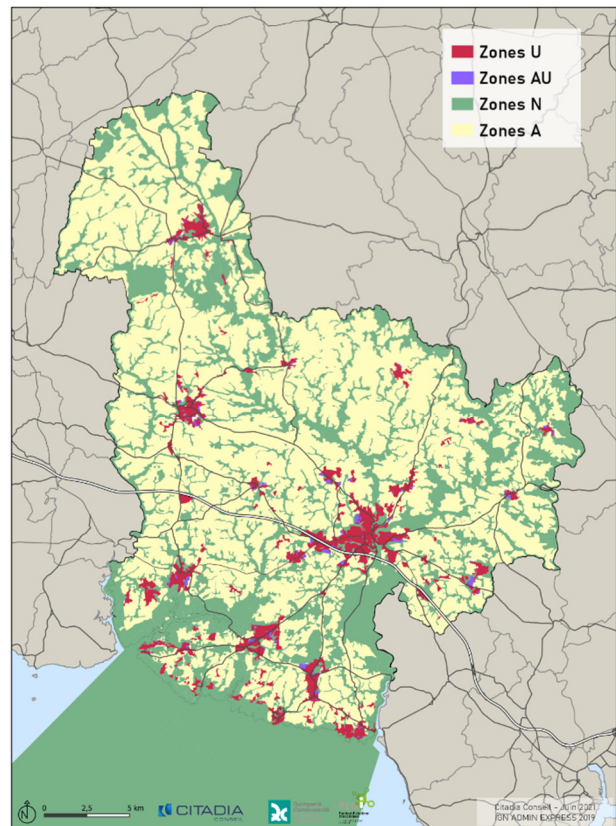 Zones U
Zones AU
Zones N
Zones A
N
0 2,5 5 km
CITADIA
CONSEIL
Citadia Conseil - Juin 2021
IGN ADMIN EXPRESS 2019